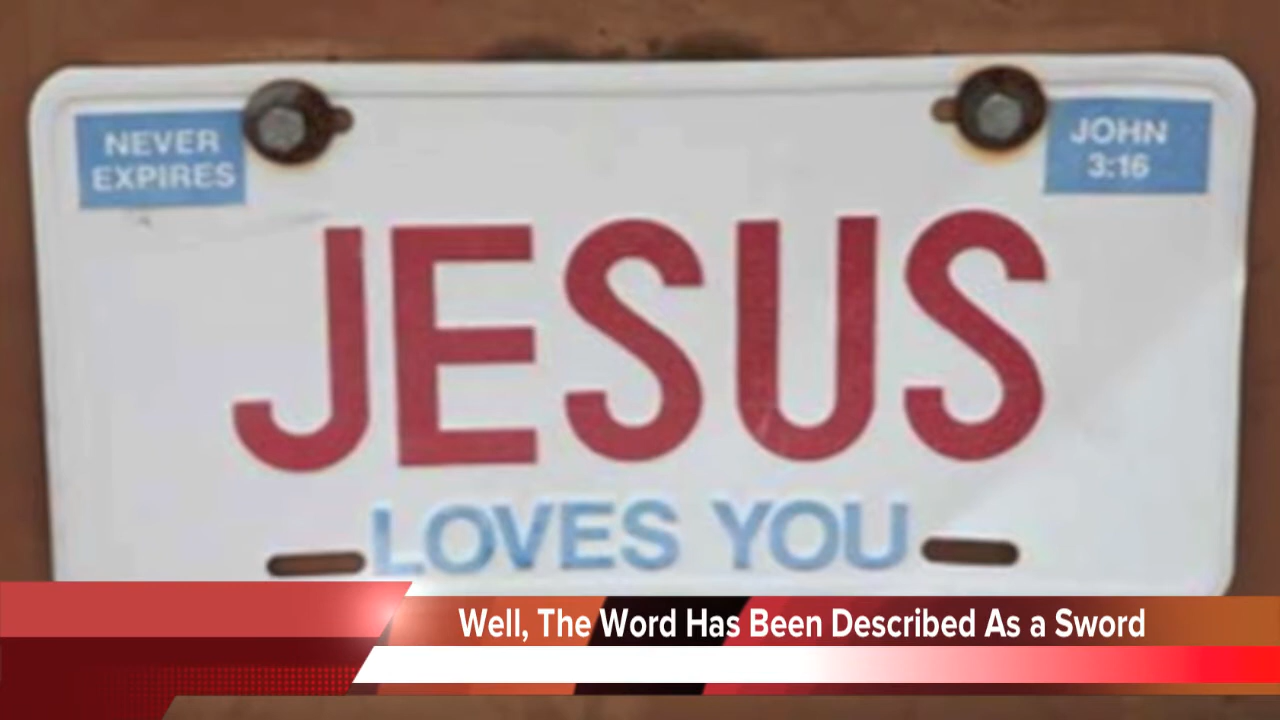 NEVER
EXPIRES
JOHN
3:16
JESUS
LOVES YOU
Well, The Word Has Been Described As a Sword